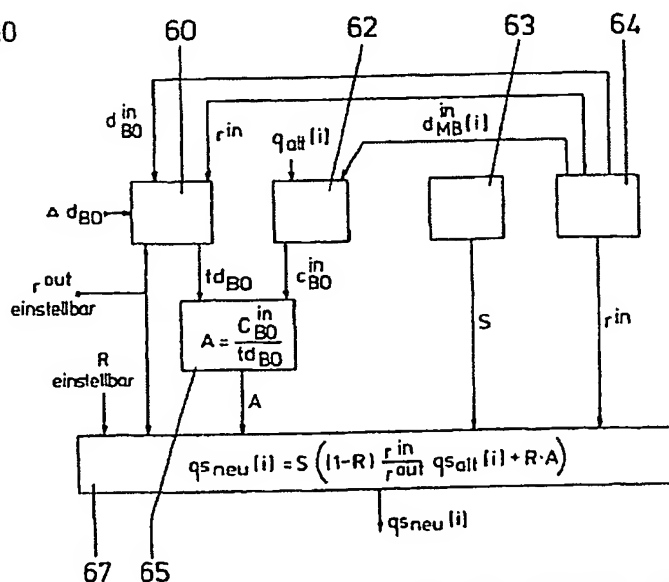 0 60 62 63 64
d_BO^in r^in q_alt[i] d_MB^in[i]
Δ d_BO
r^out
einstellbar
td_BO c_BO^in
A = C_BO^in / td_BO
S r^in
R
einstellbar
A
qs_neu[i] = S ((1-R) r^in / r^out qs_alt[i] + R·A)
qs_neu[i]
67 65